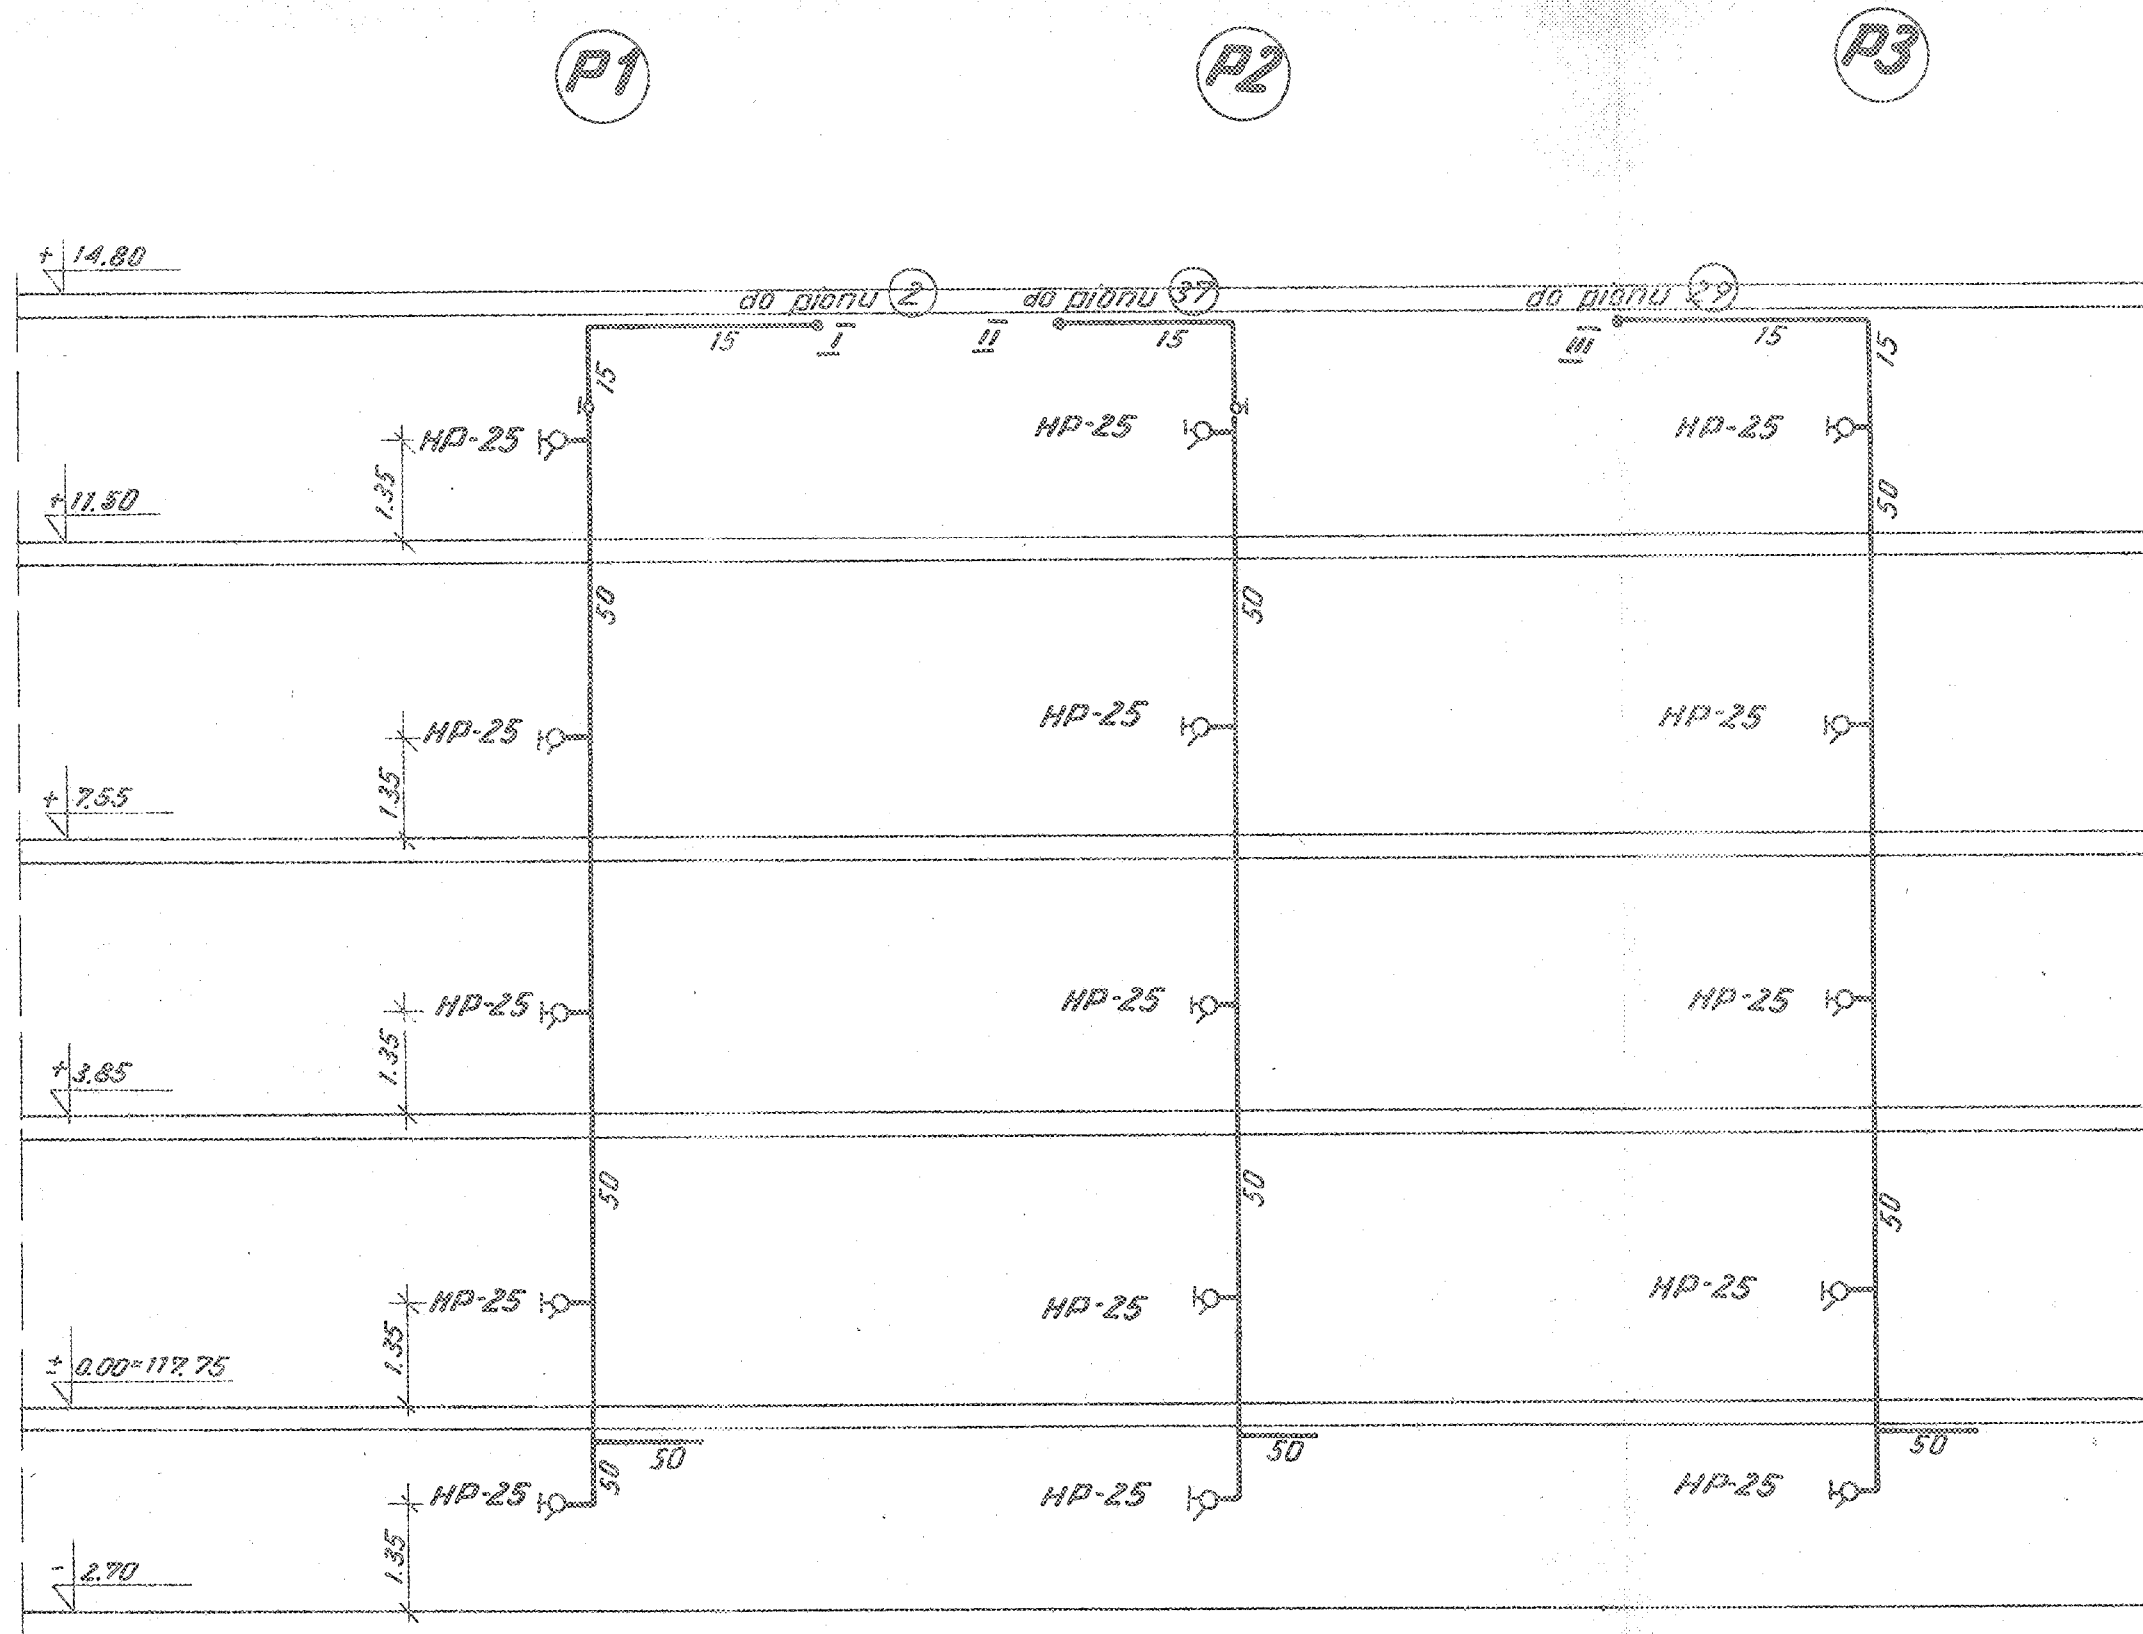 P1 P2 P3
+ 14.80
do pionu 2 do pionu 37 do pionu 29
15 I II 15 III 15
15 15
HP-25 HP-25 HP-25
1.35
+ 11.50 50
50 50
HP-25 HP-25 HP-25
1.35
+ 7.55
HP-25 HP-25 HP-25
1.35
+ 3.85
50 50 50
HP-25 HP-25 HP-25
1.35
± 0.00=117.75
50 50 50
50
HP-25 HP-25 HP-25
1.35
- 2.70